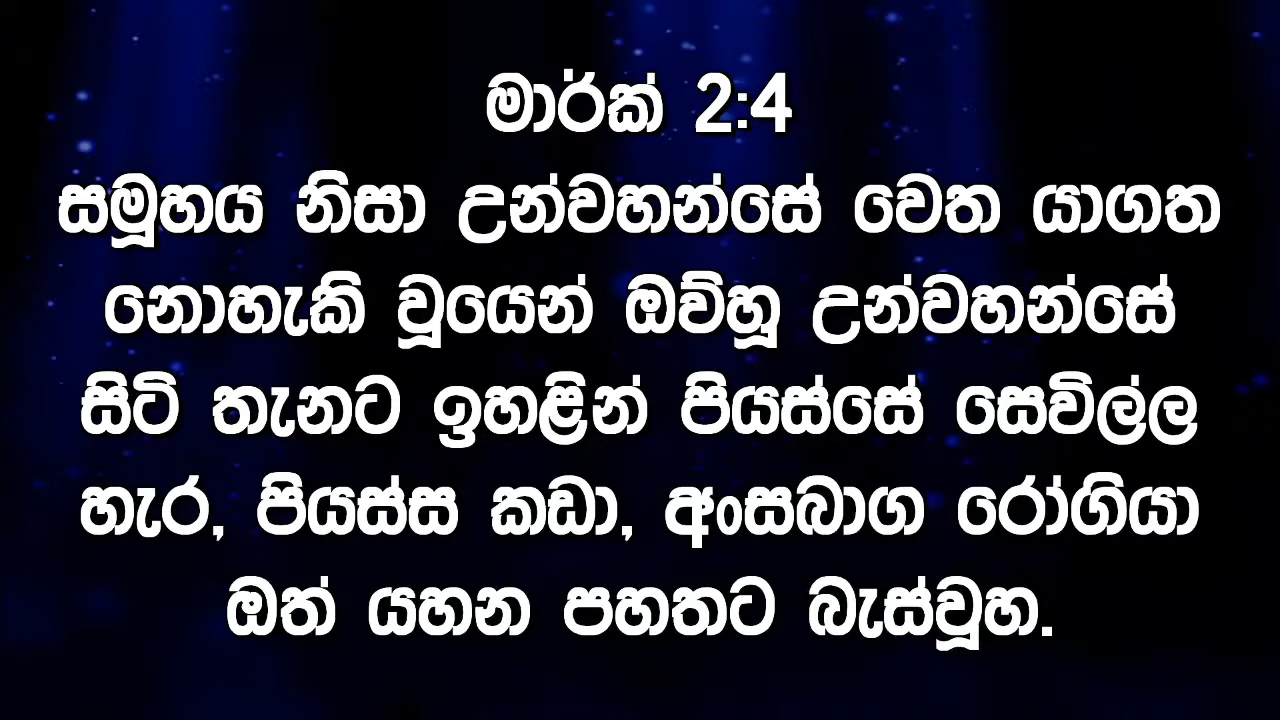 මාර්ක් 2:4
සමූහය නිසා උන්වහන්සේ වෙත යාගත
නොහැකි වූයෙන් ඔව්හූ උන්වහන්සේ
සිටි තැනට ඉහළින් පියස්සේ සෙවිල්ල
හැර, පියස්ස කඩා, අංසබාග රෝගියා
ඔත් යහන පහතට බැස්වූහ.